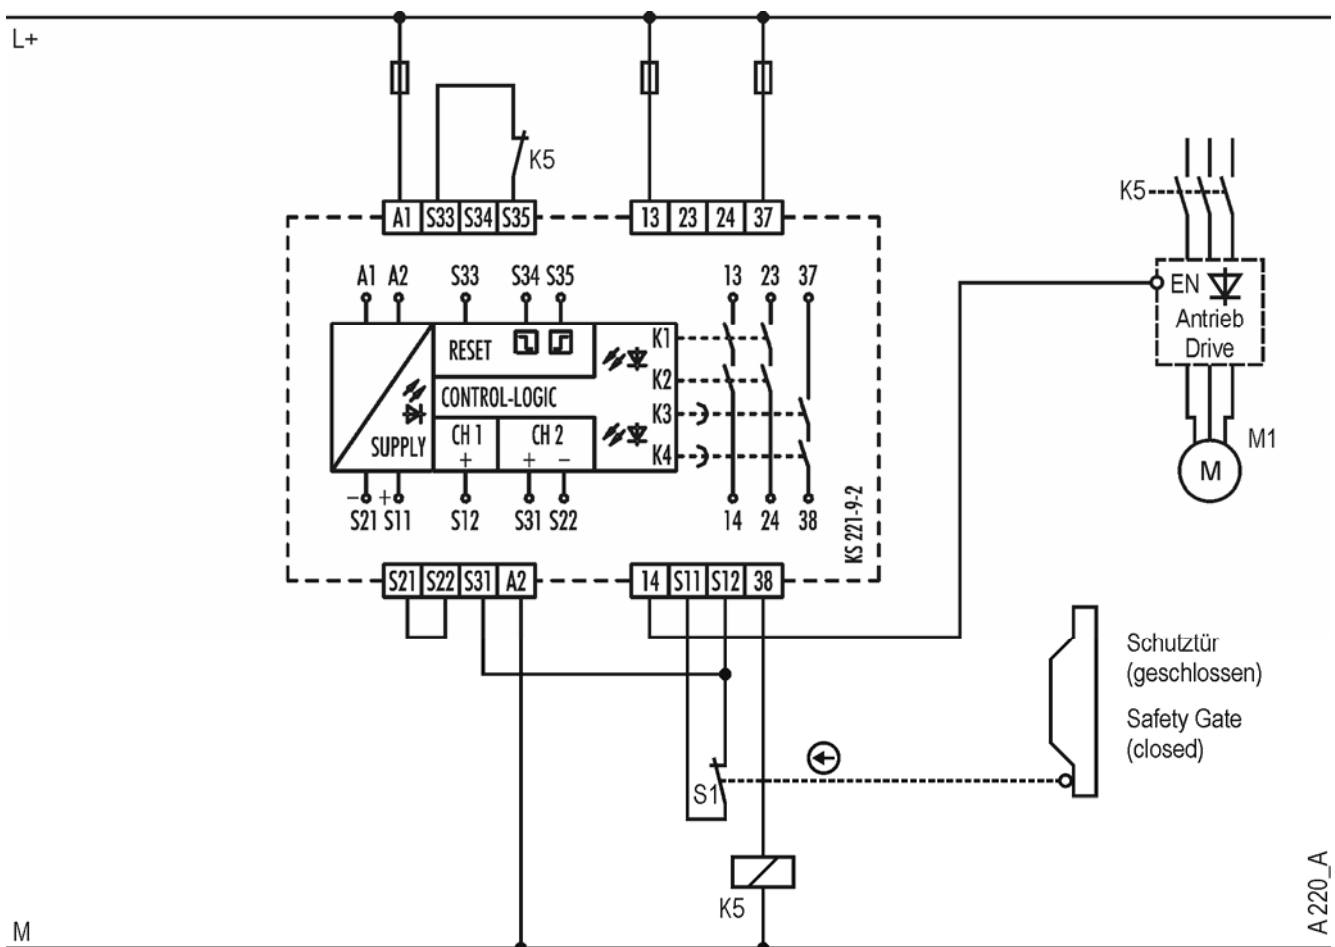 L+
K5
A1 S33 S34 S35
13 23 24 37
K5
A1 A2 S33 S34 S35 13 23 37
EN
Antrieb
Drive
RESET
K1
K2
CONTROL-LOGIC
K3
SUPPLY
CH 1
CH 2
K4
+ + −
M1
M
− +
S21 S11 S12 S31 S22 14 24 38
KS 221-9-2
S21 S22 S31 A2
14 S11 S12 38
Schutztür
(geschlossen)
Safety Gate
(closed)
S1
K5
A 220_A
M